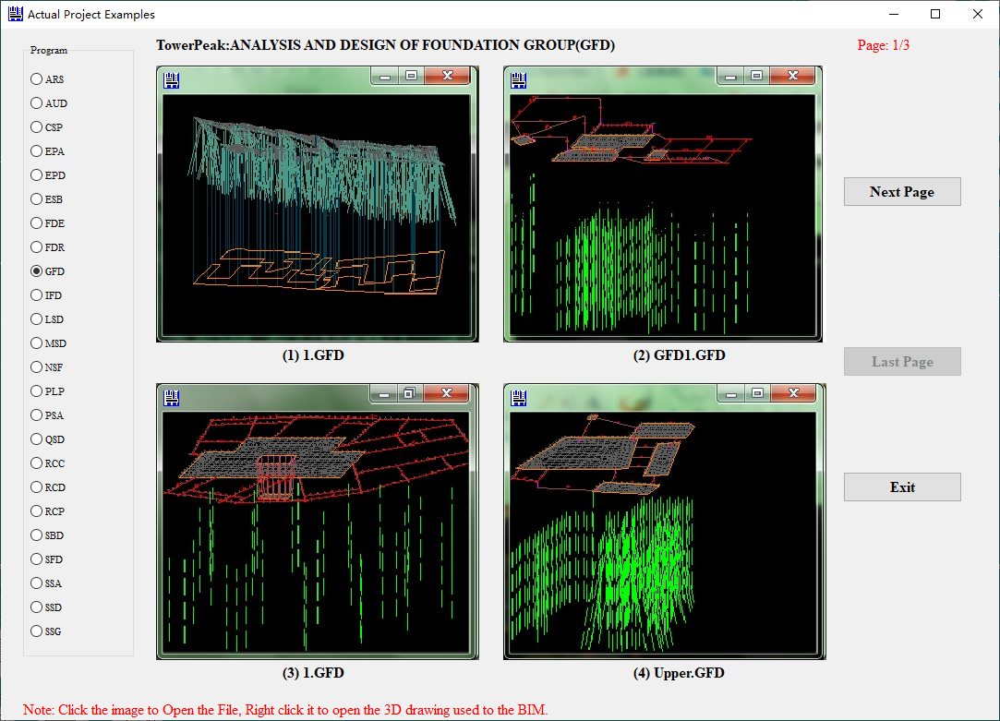 Actual Project Examples
Program
TowerPeak:ANALYSIS AND DESIGN OF FOUNDATION GROUP(GFD)
Page: 1/3
ARS
AUD
CSP
EPA
EPD
ESB
FDE
FDR
GFD
IFD
LSD
MSD
NSF
PLP
PSA
QSD
RCC
RCD
RCP
SBD
SFD
SSA
SSD
SSG
(1) 1.GFD
(2) GFD1.GFD
(3) 1.GFD
(4) Upper.GFD
Next Page
Last Page
Exit
Note: Click the image to Open the File, Right click it to open the 3D drawing used to the BIM.